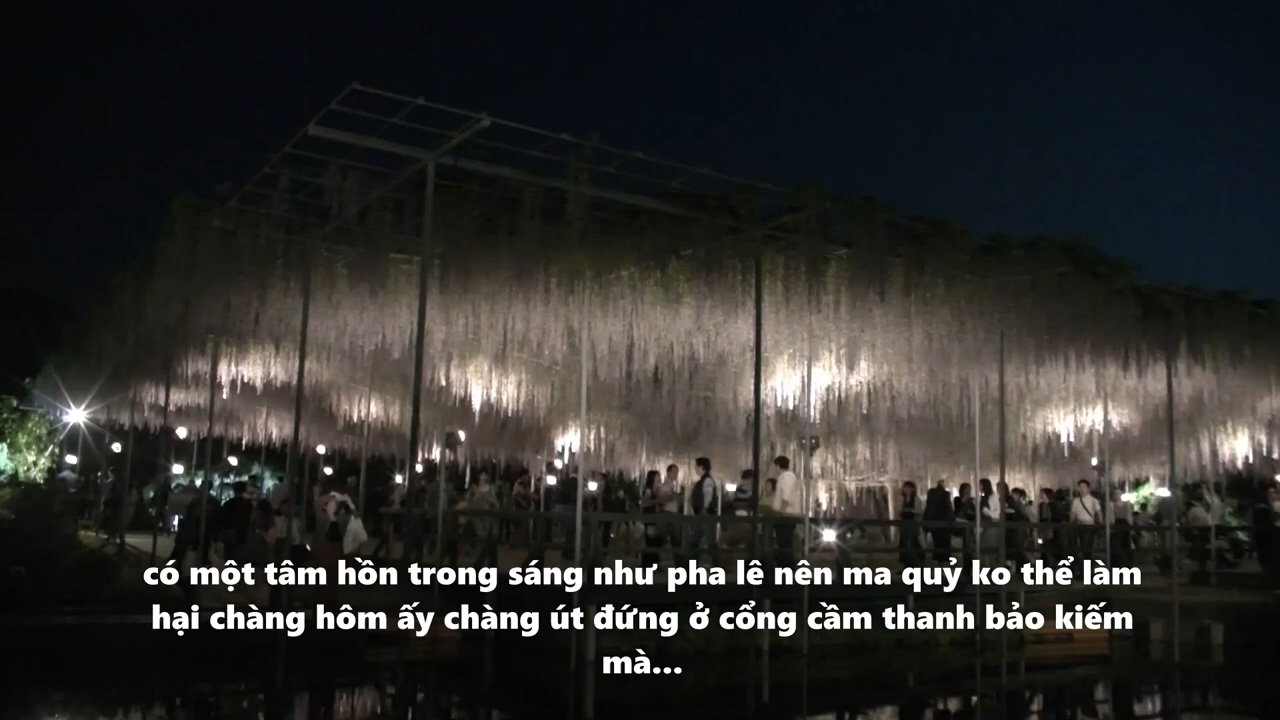 có một tâm hồn trong sáng như pha lê nên ma quỷ ko thể làm
hại chàng hôm ấy chàng út đứng ở cổng cầm thanh bảo kiếm
mà...